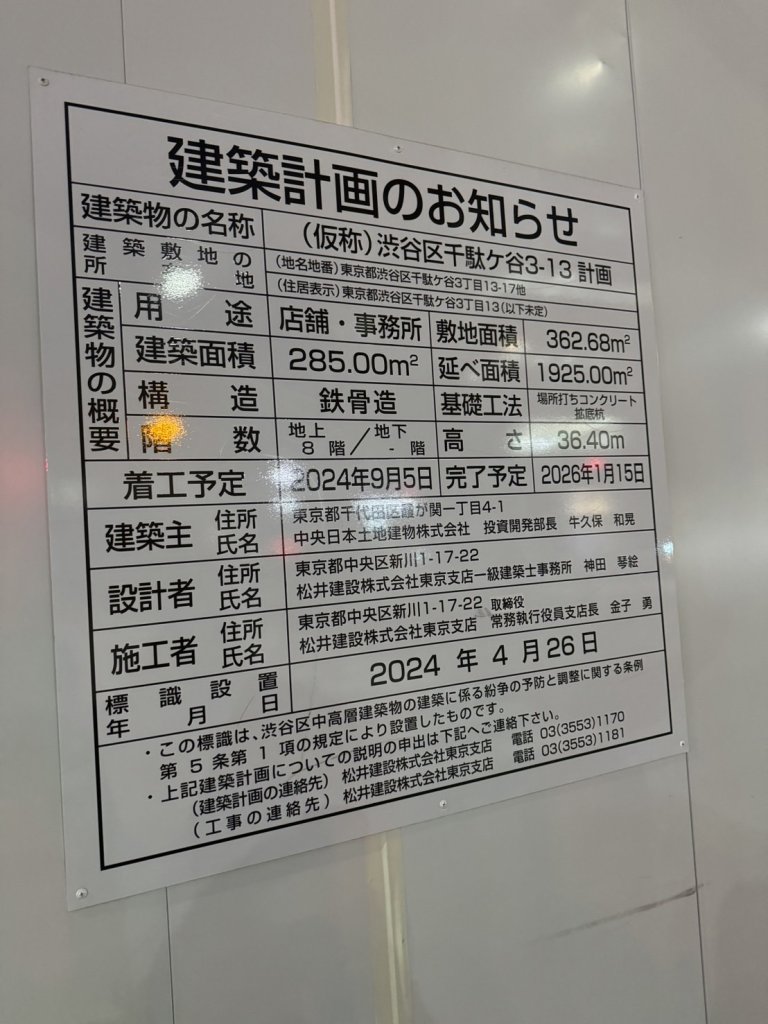 建築計画のお知らせ
建築物の名称 (仮称)渋谷区千駄ケ谷3-13 計画
建築敷地の所 地 (地名地番)東京都渋谷区千駄ケ谷3丁目13-17他
(住居表示)東京都渋谷区千駄ケ谷3丁目13(以下未定)
建築物の概要
用途 店舗・事務所 敷地面積 362.68m²
建築面積 285.00m² 延べ面積 1925.00m²
構造 鉄骨造 基礎工法 場所打ちコンクリート拡底杭
階数 地上8階/地下-階 高さ 36.40m
着工予定 2024年9月5日 完了予定 2026年1月15日
建築主 住所 東京都千代田区霞が関一丁目4-1
氏名 中央日本土地建物株式会社 投資開発部長 牛久保 和晃
設計者 住所 東京都中央区新川1-17-22
氏名 松井建設株式会社東京支店一級建築士事務所 神田 琴絵
施工者 住所 東京都中央区新川1-17-22
氏名 松井建設株式会社東京支店 取締役 常務執行役員支店長 金子 勇
標識設置年月日 2024 年 4 月 26 日
・この標識は、渋谷区中高層建築物の建築に係る紛争の予防と調整に関する条例
第 5 条第 1 項の規定により設置したものです。
・上記建築計画についての説明の申出は下記へご連絡下さい。
(建築計画の連絡先) 松井建設株式会社東京支店 電話 03(3553)1170
(工事の連絡先) 松井建設株式会社東京支店 電話 03(3553)1181